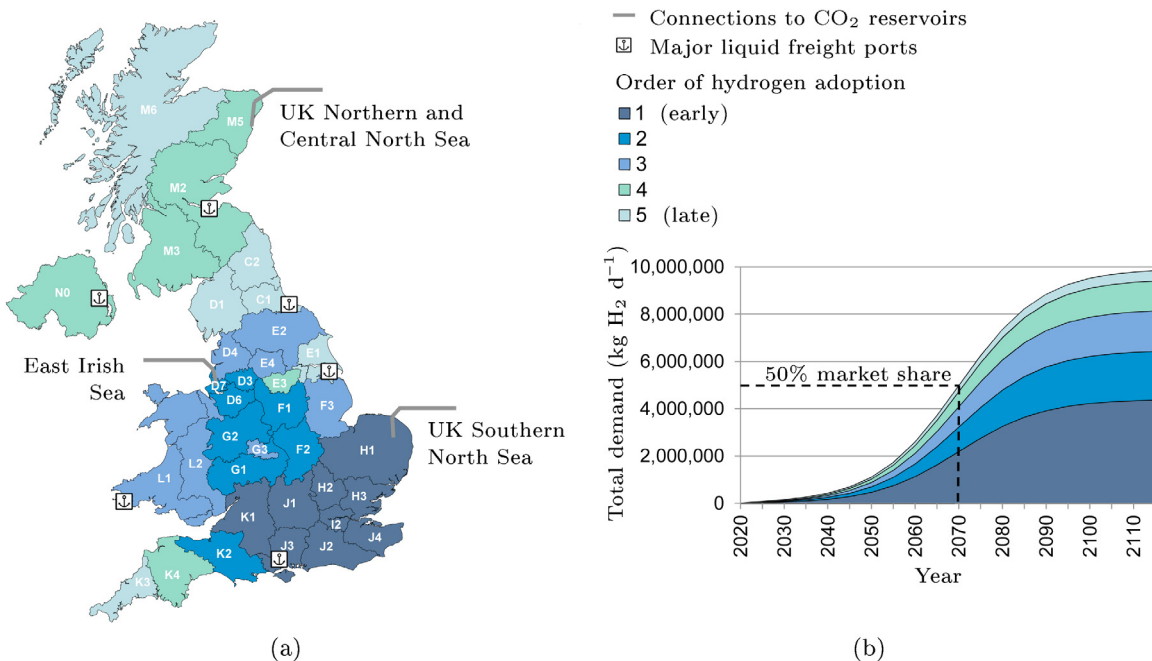 M6
M5
UK Northern and
Central North Sea
M2
M3
N0
C2
C1
D1
E2
D4
E4
E1
East Irish
Sea
D7
D3
E3
D6
F1
F3
G2
G3
F2
UK Southern
North Sea
H1
L2
L1
G1
H2
H3
J1
K1
I2
J4
J3
J2
K2
K4
K3
(a)
Connections to CO₂ reservoirs
Major liquid freight ports
Order of hydrogen adoption
1 (early)
2
3
4
5 (late)
Total demand (kg H₂ d⁻¹)
10,000,000
8,000,000
6,000,000
4,000,000
2,000,000
0
50% market share
2020
2030
2040
2050
2060
2070
2080
2090
2100
2110
Year
(b)